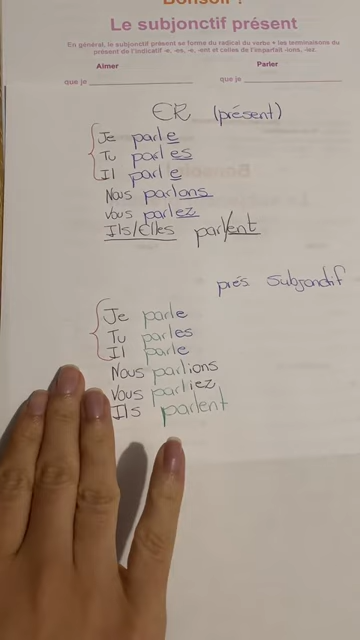 Bonsoir !
Le subjonctif présent
En général, le subjonctif présent se forme du radical du verbe + les terminaisons du
présent de l'indicatif -e, -es, -e, -ent et celles de l'imparfait -ions, -iez.
Aimer Parler
que je que je
ER (présent)
Je parle
Tu parles
Il parle
Nous parlons
Vous parlez
Ils/Elles parlent
prés subjonctif
Je parle
Tu parles
Il parle
Nous parlions
Vous parliez
Ils parlent